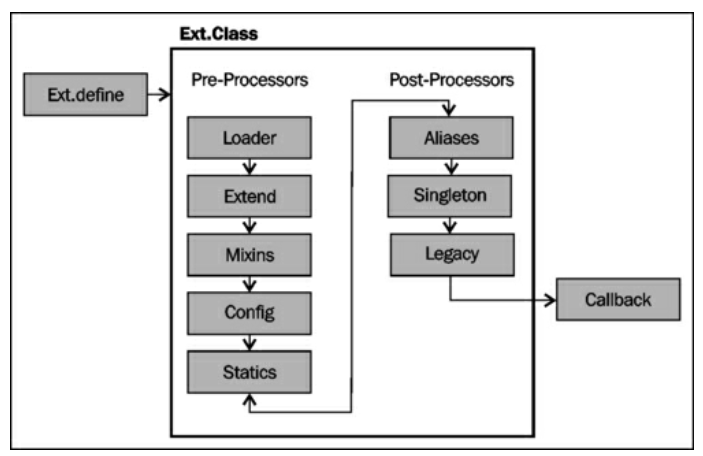 Ext.Class
Ext.define
Pre-Processors
Loader
Extend
Mixins
Config
Statics
Post-Processors
Aliases
Singleton
Legacy
Callback